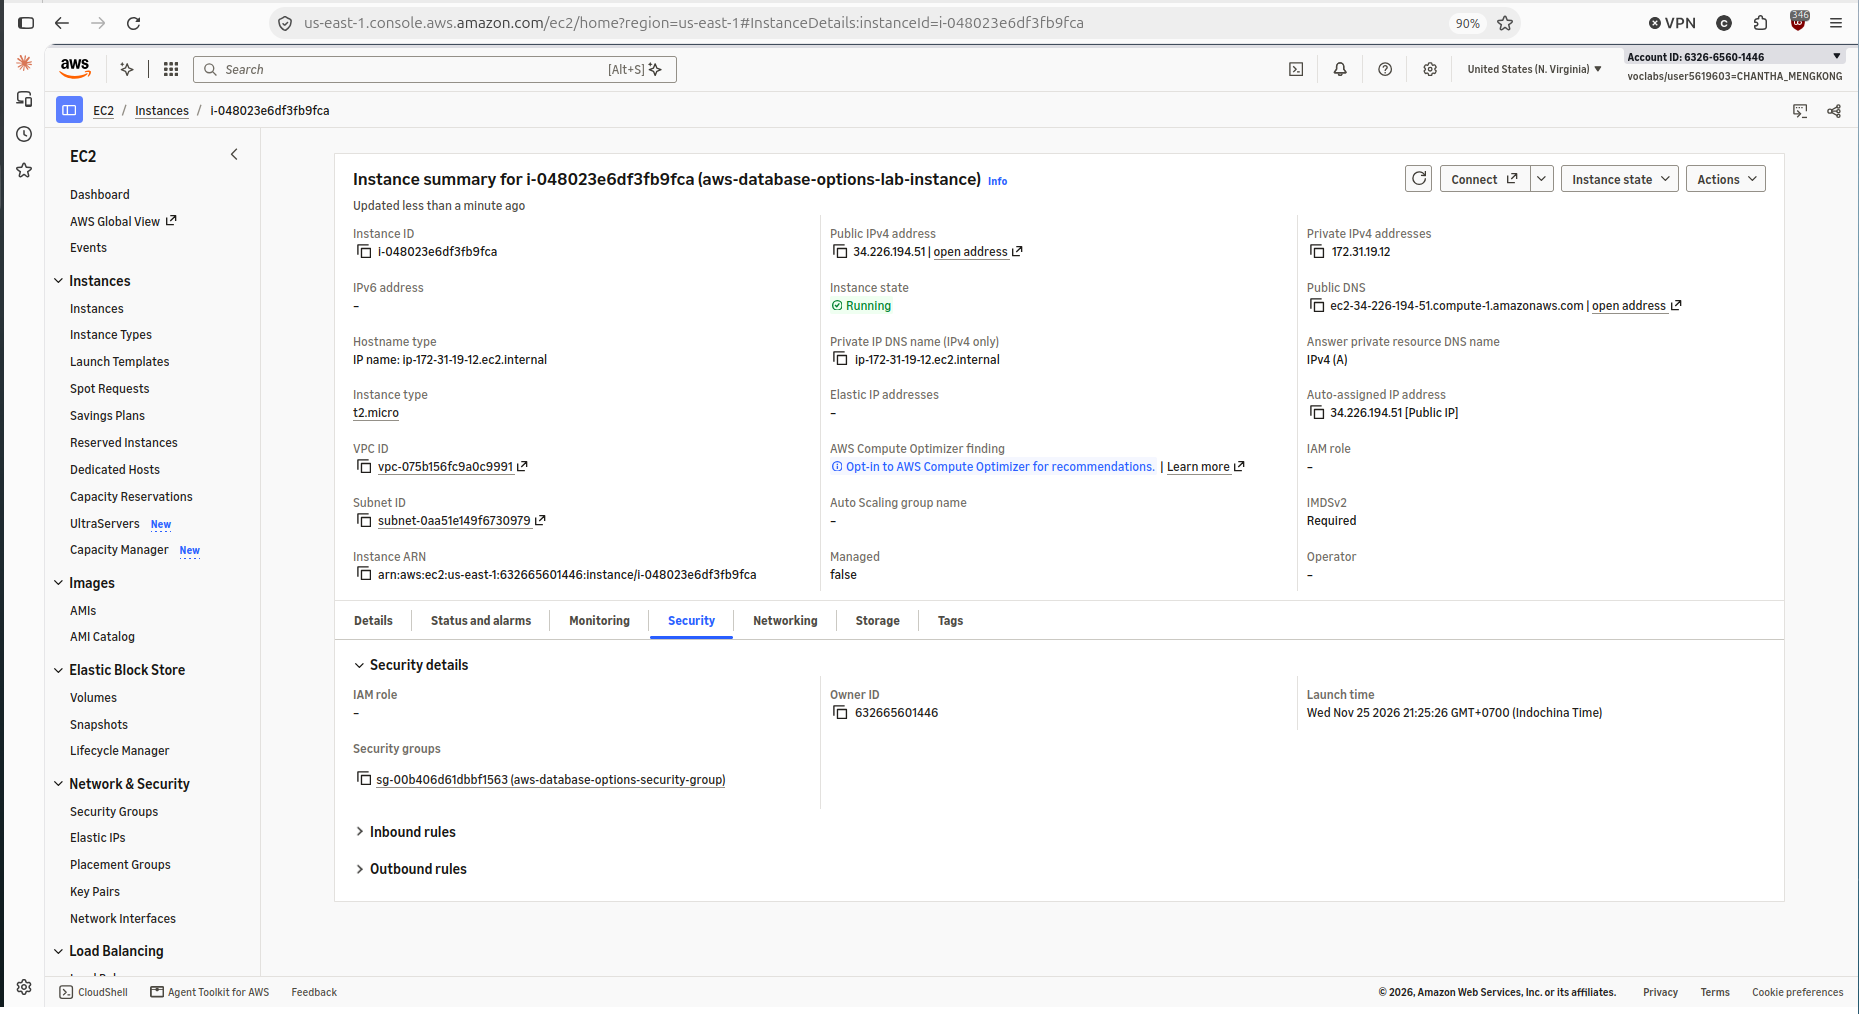 us-east-1.console.aws.amazon.com/ec2/home?region=us-east-1#InstanceDetails:instanceId=i-048023e6df3fb9fca
90%
VPN
C
346
aws
Search
[Alt+S]
United States (N. Virginia)
Account ID: 6326-6560-1446
voclabs/user5619603=CHANTHA_MENGKONG
EC2 / Instances / i-048023e6df3fb9fca
EC2
Dashboard
AWS Global View
Events
Instances
Instances
Instance Types
Launch Templates
Spot Requests
Savings Plans
Reserved Instances
Dedicated Hosts
Capacity Reservations
UltraServers New
Capacity Manager New
Images
AMIs
AMI Catalog
Elastic Block Store
Volumes
Snapshots
Lifecycle Manager
Network & Security
Security Groups
Elastic IPs
Placement Groups
Key Pairs
Network Interfaces
Load Balancing
Instance summary for i-048023e6df3fb9fca (aws-database-options-lab-instance) Info
Updated less than a minute ago
Connect
Instance state
Actions
Instance ID
i-048023e6df3fb9fca
Public IPv4 address
34.226.194.51 | open address
Private IPv4 addresses
172.31.19.12
IPv6 address
–
Instance state
Running
Public DNS
ec2-34-226-194-51.compute-1.amazonaws.com | open address
Hostname type
IP name: ip-172-31-19-12.ec2.internal
Private IP DNS name (IPv4 only)
ip-172-31-19-12.ec2.internal
Answer private resource DNS name
IPv4 (A)
Instance type
t2.micro
Elastic IP addresses
–
Auto-assigned IP address
34.226.194.51 [Public IP]
VPC ID
vpc-075b156fc9a0c9991
AWS Compute Optimizer finding
Opt-in to AWS Compute Optimizer for recommendations. | Learn more
IAM role
–
Subnet ID
subnet-0aa51e149f6730979
Auto Scaling group name
–
IMDSv2
Required
Instance ARN
arn:aws:ec2:us-east-1:632665601446:instance/i-048023e6df3fb9fca
Managed
false
Operator
–
Details
Status and alarms
Monitoring
Security
Networking
Storage
Tags
Security details
IAM role
–
Owner ID
632665601446
Launch time
Wed Nov 25 2026 21:25:26 GMT+0700 (Indochina Time)
Security groups
sg-00b406d61dbbf1563 (aws-database-options-security-group)
Inbound rules
Outbound rules
CloudShell
Agent Toolkit for AWS
Feedback
© 2026, Amazon Web Services, Inc. or its affiliates.
Privacy
Terms
Cookie preferences